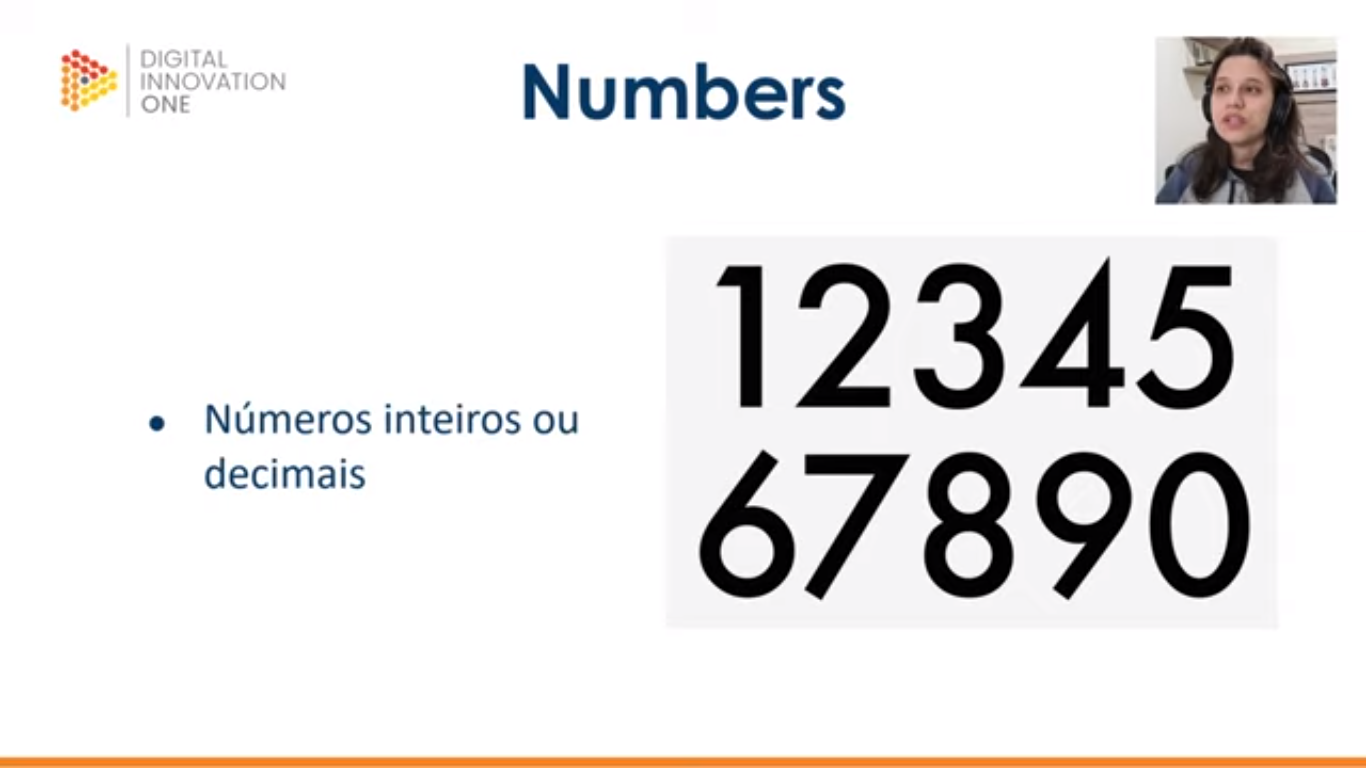 DIGITAL
INNOVATION
ONE
Numbers
12345
67890
Números inteiros ou
decimais